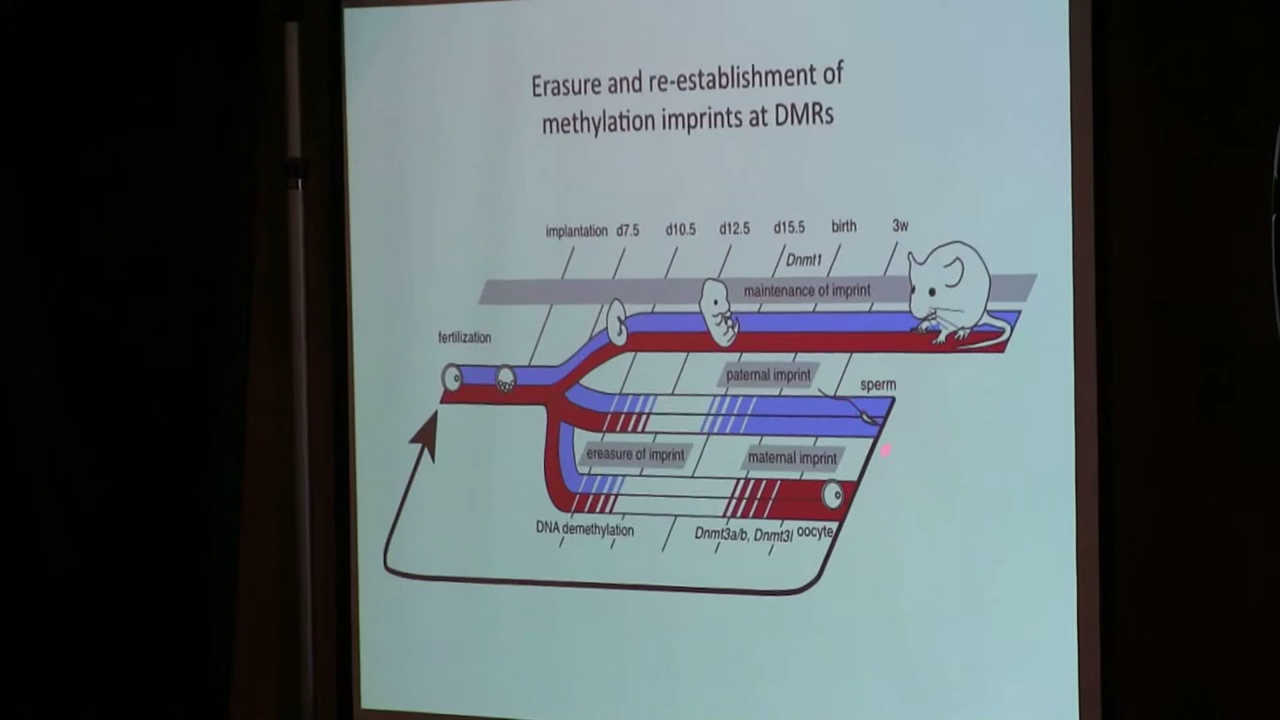 Erasure and re-establishment of
methylation imprints at DMRs
implantation d7.5 d10.5 d12.5 d15.5 birth 3w
Dnmt1
maintenance of imprint
fertilization
paternal imprint
sperm
ereasure of imprint
maternal imprint
DNA demethylation
Dnmt3a/b, Dnmt3l
oocyte